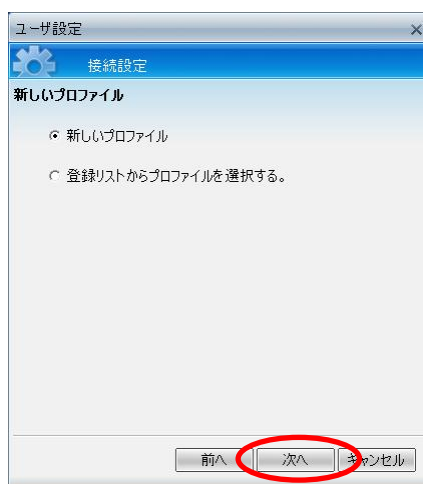 ユーザ設定
接続設定
新しいプロファイル
新しいプロファイル
登録リストからプロファイルを選択する。
前へ 次へ キャンセル